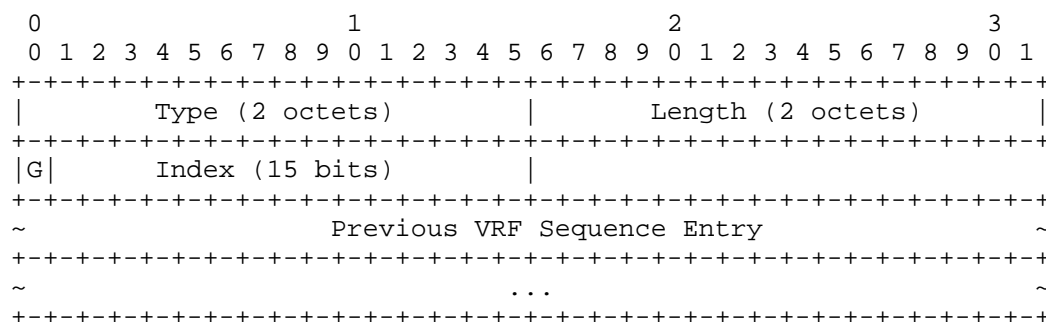 0                   1                   2                   3
 0 1 2 3 4 5 6 7 8 9 0 1 2 3 4 5 6 7 8 9 0 1 2 3 4 5 6 7 8 9 0 1
+-+-+-+-+-+-+-+-+-+-+-+-+-+-+-+-+-+-+-+-+-+-+-+-+-+-+-+-+-+-+-+-+
|        Type (2 octets)        |       Length (2 octets)       |
+-+-+-+-+-+-+-+-+-+-+-+-+-+-+-+-+-+-+-+-+-+-+-+-+-+-+-+-+-+-+-+-+
|G|      Index (15 bits)        |
+-+-+-+-+-+-+-+-+-+-+-+-+-+-+-+-+-+-+-+-+-+-+-+-+-+-+-+-+-+-+-+-+
~                   Previous VRF Sequence Entry                 ~
+-+-+-+-+-+-+-+-+-+-+-+-+-+-+-+-+-+-+-+-+-+-+-+-+-+-+-+-+-+-+-+-+
~                              ...                              ~
+-+-+-+-+-+-+-+-+-+-+-+-+-+-+-+-+-+-+-+-+-+-+-+-+-+-+-+-+-+-+-+-+